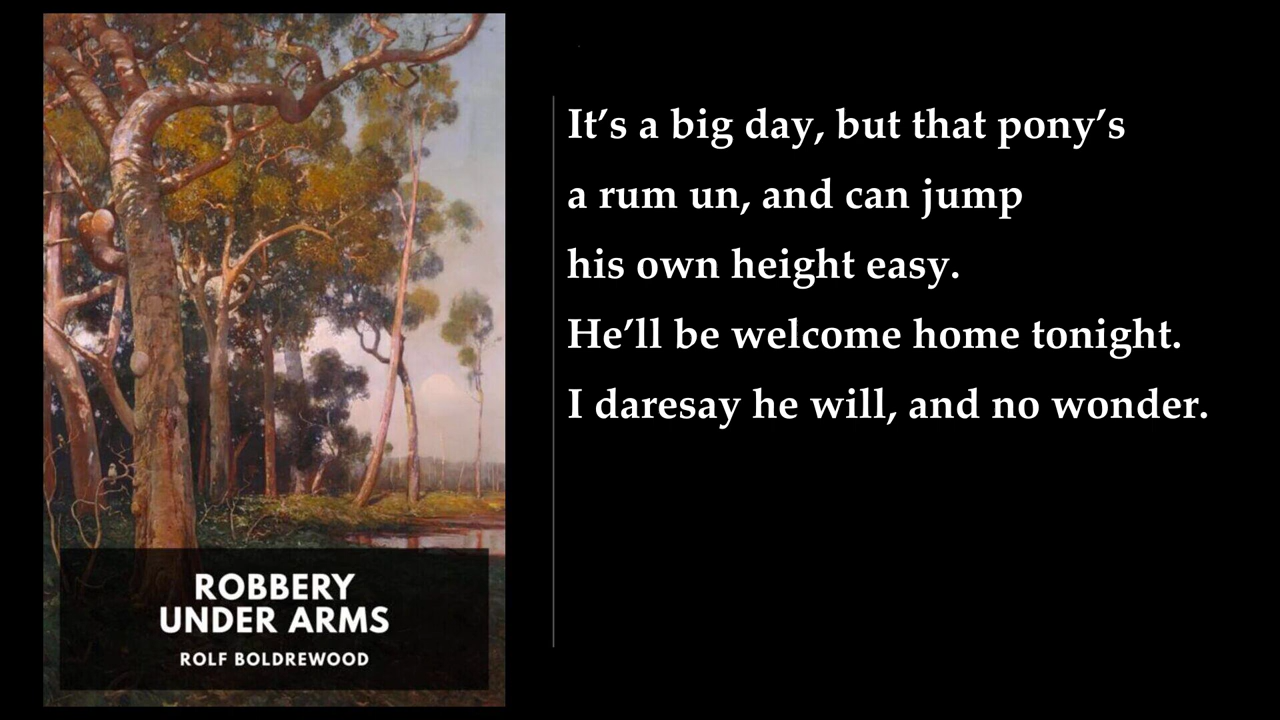 It’s a big day, but that pony’s
a rum un, and can jump
his own height easy.
He’ll be welcome home tonight.
I daresay he will, and no wonder.
ROBBERY
UNDER ARMS
ROLF BOLDREWOOD